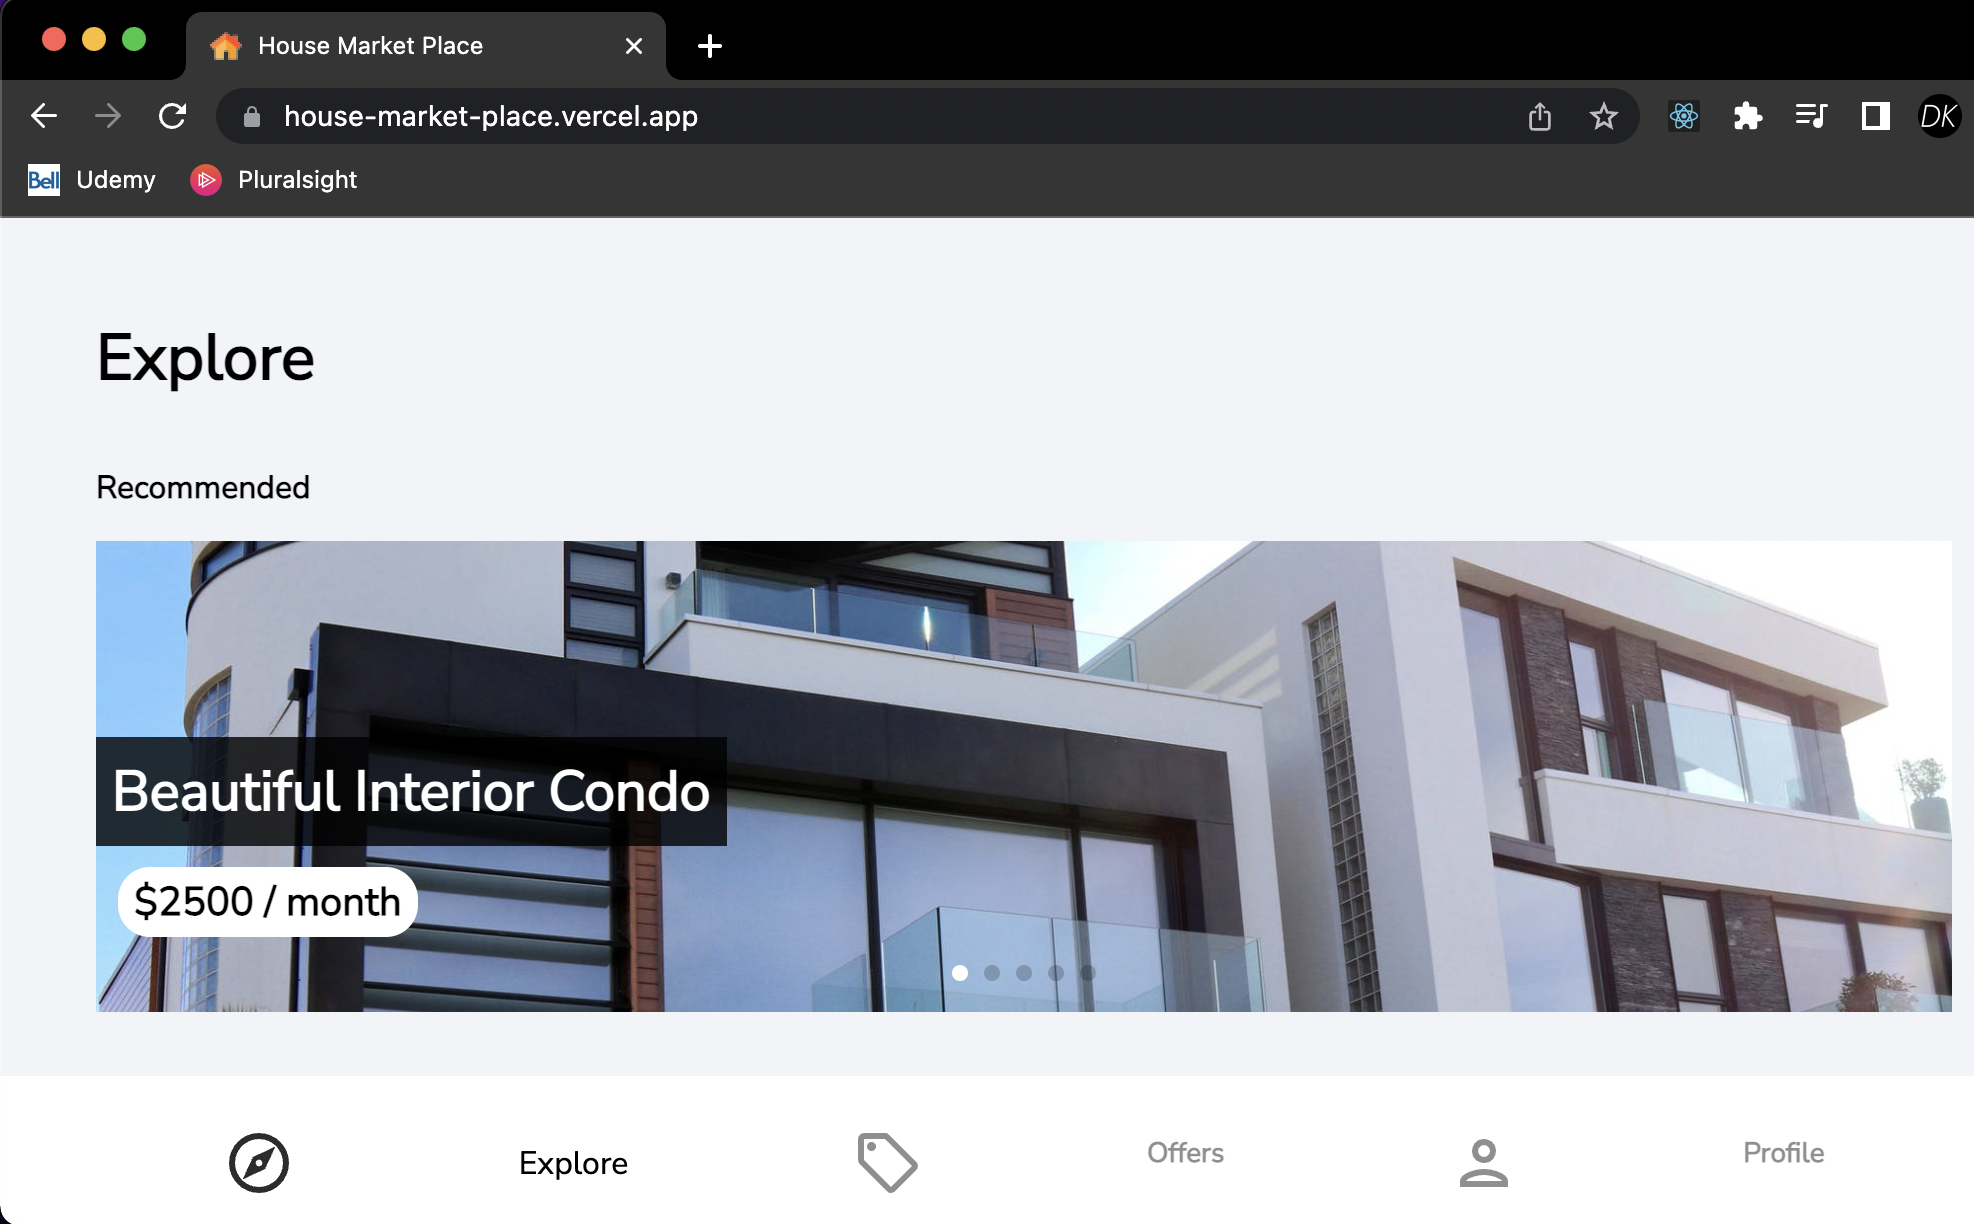 House Market Place
house-market-place.vercel.app
DK
Bell Udemy Pluralsight
Explore
Recommended
Beautiful Interior Condo
$2500 / month
Explore Offers Profile